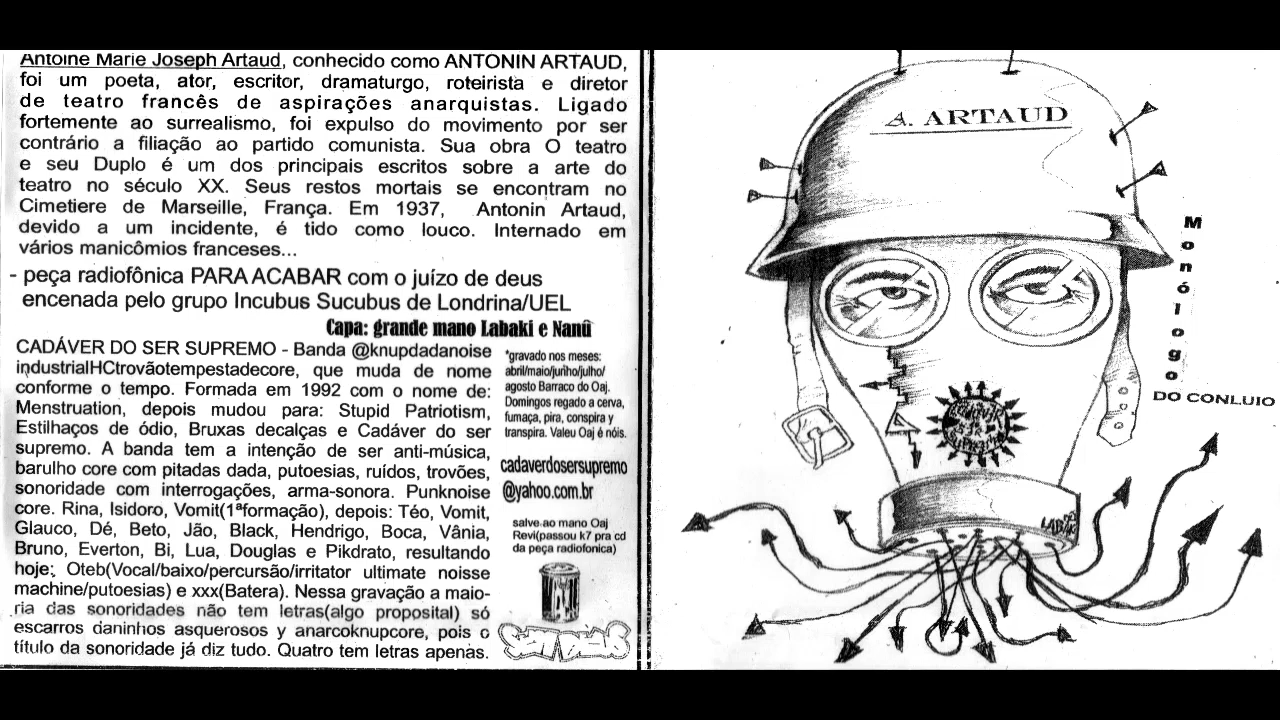 Antoine Marie Joseph Artaud, conhecido como ANTONIN ARTAUD,
foi um poeta, ator, escritor, dramaturgo, roteirista e diretor
de teatro francês de aspirações anarquistas. Ligado
fortemente ao surrealismo, foi expulso do movimento por ser
contrário a filiação ao partido comunista. Sua obra O teatro
e seu Duplo é um dos principais escritos sobre a arte do
teatro no século XX. Seus restos mortais se encontram no
Cimetiere de Marseille, França. Em 1937, Antonin Artaud,
devido a um incidente, é tido como louco. Internado em
vários manicômios franceses...
- peça radiofônica PARA ACABAR com o juízo de deus
encenada pelo grupo Incubus Sucubus de Londrina/UEL
Capa: grande mano Labaki e Nanû
CADÁVER DO SER SUPREMO - Banda @knupdadanoise
industrialHCtrovãotempestadecore, que muda de nome
conforme o tempo. Formada em 1992 com o nome de:
Menstruation, depois mudou para: Stupid Patriotism,
Estilhaços de ódio, Bruxas decalças e Cadáver do ser
supremo. A banda tem a intenção de ser anti-música,
barulho core com pitadas dada, putoesias, ruídos, trovões,
sonoridade com interrogações, arma-sonora. Punknoise
core. Rina, Isidoro, Vomit(1ªformação), depois: Téo, Vomit,
Glauco, Dé, Beto, Jão, Black, Hendrigo, Boca, Vânia,
Bruno, Everton, Bi, Lua, Douglas e Pikdrato, resultando
hoje: Oteb(Vocal/baixo/percursão/irritator ultimate noisse
machine/putoesias) e xxx(Batera). Nessa gravação a maio-
ria das sonoridades não tem letras(algo proposital) só
escarros daninhos asquerosos y anarcoknupcore, pois o
título da sonoridade já diz tudo. Quatro tem letras apenas.
*gravado nos meses:
abril/maio/junho/julho/
agosto Barraco do Oaj.
Domingos regado a cerva,
fumaça, pira, conspira y
transpira. Valeu Oaj é nóis.
cadaverdosersupremo
@yahoo.com.br
salve ao mano Oaj
Revi(passou k7 pra cd
da peça radiofonica)
A. ARTAUD
Monólogo
DO CONLUIO